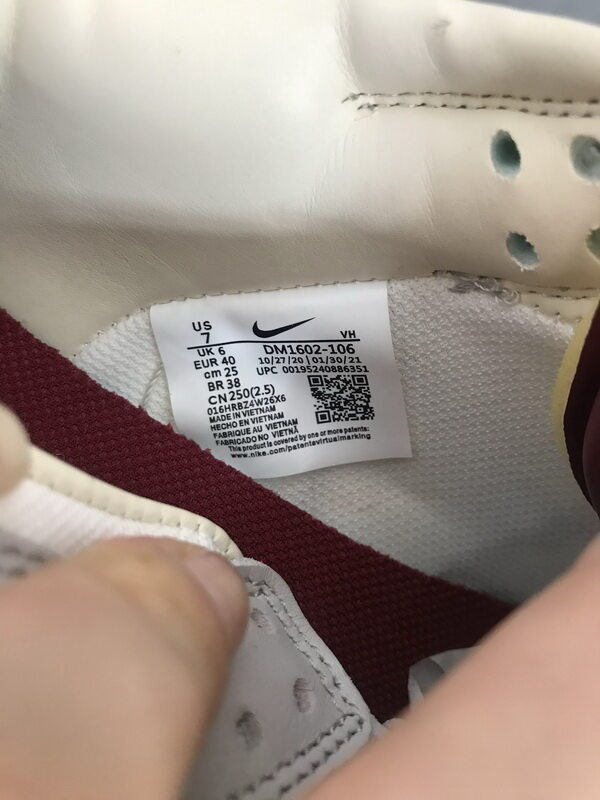 US
7
VH
UK 6
DM1602-106
EUR 40
10/27/20 | 01/30/21
cm 25
UPC 00195240886351
BR 38
CN 250(2.5)
016HRBZ4W26X6
MADE IN VIETNAM
HECHO EN VIETNAM
FABRIQUE AU VIETNAM
FABRICADO NO VIETNÃ
This product is covered by one or more patents:
www.nike.com/patentsvirtualmarking